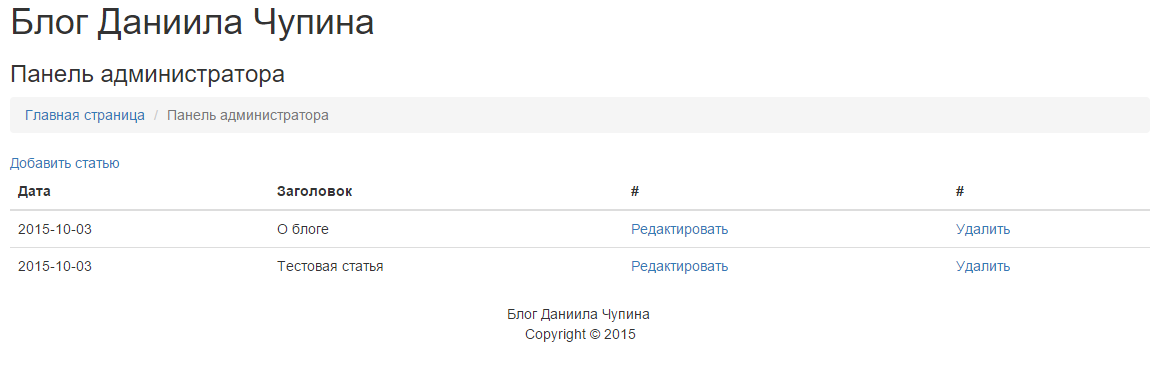 Блог Даниила Чупина
Панель администратора
Главная страница / Панель администратора
Добавить статью
Дата Заголовок # #
2015-10-03 О блоге Редактировать Удалить
2015-10-03 Тестовая статья Редактировать Удалить
Блог Даниила Чупина
Copyright © 2015